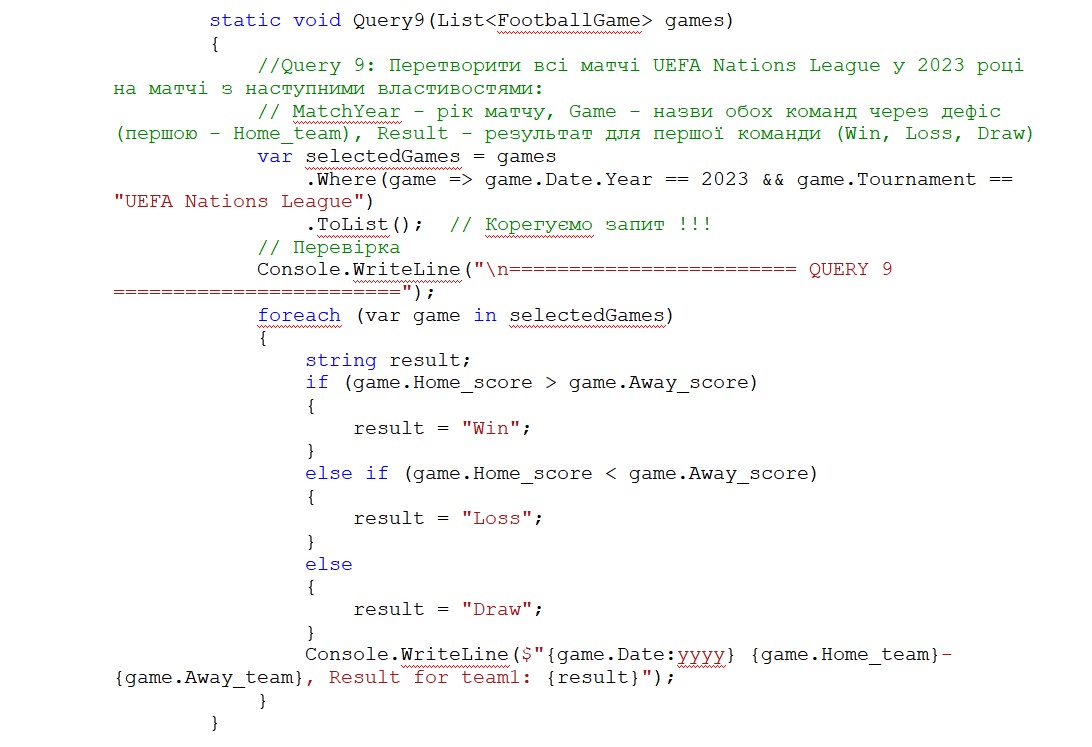 static void Query9(List<FootballGame> games)
{
//Query 9: Перетворити всі матчі UEFA Nations League у 2023 році
на матчі з наступними властивостями:
// MatchYear – рік матчу, Game – назви обох команд через дефіс
(першою – Home_team), Result – результат для першої команди (Win, Loss, Draw)
var selectedGames = games
.Where(game => game.Date.Year == 2023 && game.Tournament ==
"UEFA Nations League")
.ToList(); // Корегуємо запит !!!
// Перевірка
Console.WriteLine("\n======================== QUERY 9
========================");
foreach (var game in selectedGames)
{
string result;
if (game.Home_score > game.Away_score)
{
result = "Win";
}
else if (game.Home_score < game.Away_score)
{
result = "Loss";
}
else
{
result = "Draw";
}
Console.WriteLine($"{game.Date:yyyy} {game.Home_team}-
{game.Away_team}, Result for team1: {result}");
}
}